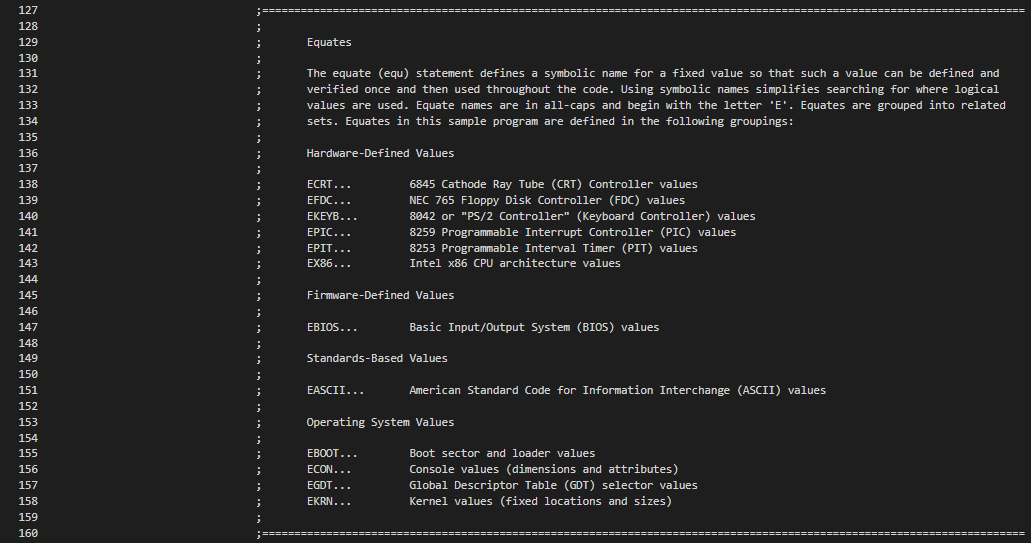 127 ;========================================================================================================================
128 ;
129 ; Equates
130 ;
131 ; The equate (equ) statement defines a symbolic name for a fixed value so that such a value can be defined and
132 ; verified once and then used throughout the code. Using symbolic names simplifies searching for where logical
133 ; values are used. Equate names are in all-caps and begin with the letter 'E'. Equates are grouped into related
134 ; sets. Equates in this sample program are defined in the following groupings:
135 ;
136 ; Hardware-Defined Values
137 ;
138 ; ECRT... 6845 Cathode Ray Tube (CRT) Controller values
139 ; EFDC... NEC 765 Floppy Disk Controller (FDC) values
140 ; EKEYB... 8042 or "PS/2 Controller" (Keyboard Controller) values
141 ; EPIC... 8259 Programmable Interrupt Controller (PIC) values
142 ; EPIT... 8253 Programmable Interval Timer (PIT) values
143 ; EX86... Intel x86 CPU architecture values
144 ;
145 ; Firmware-Defined Values
146 ;
147 ; EBIOS... Basic Input/Output System (BIOS) values
148 ;
149 ; Standards-Based Values
150 ;
151 ; EASCII... American Standard Code for Information Interchange (ASCII) values
152 ;
153 ; Operating System Values
154 ;
155 ; EBOOT... Boot sector and loader values
156 ; ECON... Console values (dimensions and attributes)
157 ; EGDT... Global Descriptor Table (GDT) selector values
158 ; EKRN... Kernel values (fixed locations and sizes)
159 ;
160 ;========================================================================================================================